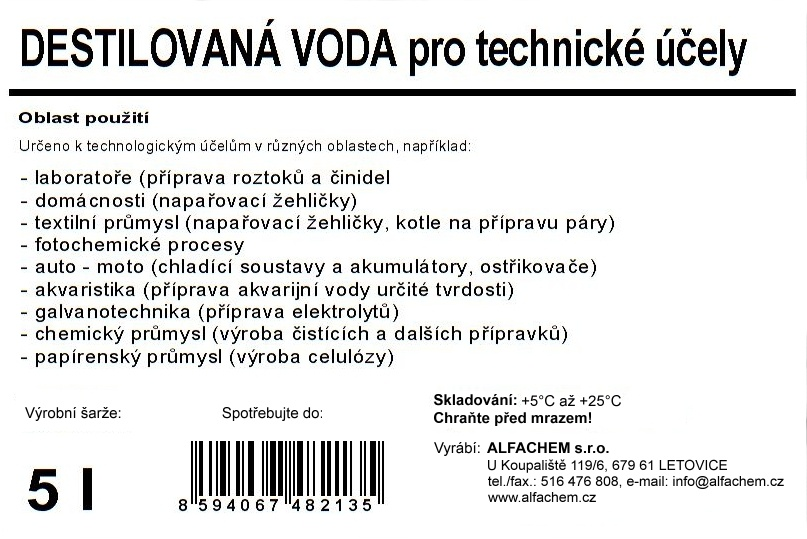 DESTILOVANÁ VODA pro technické účely
Oblast použití
Určeno k technologickým účelům v různých oblastech, například:
- laboratoře (příprava roztoků a činidel
- domácnosti (napařovací žehličky)
- textilní průmysl (napařovací žehličky, kotle na přípravu páry)
- fotochemické procesy
- auto - moto (chladící soustavy a akumulátory, ostřikovače)
- akvaristika (příprava akvarijní vody určité tvrdosti)
- galvanotechnika (příprava elektrolytů)
- chemický průmysl (výroba čistících a dalších přípravků)
- papírenský průmysl (výroba celulózy)
Výrobní šarže:
Spotřebujte do:
Skladování: +5°C až +25°C
Chraňte před mrazem!
Vyrábí: ALFACHEM s.r.o.
U Koupaliště 119/6, 679 61 LETOVICE
tel./fax.: 516 476 808, e-mail: info@alfachem.cz
www.alfachem.cz
5 l
8 594067 482135